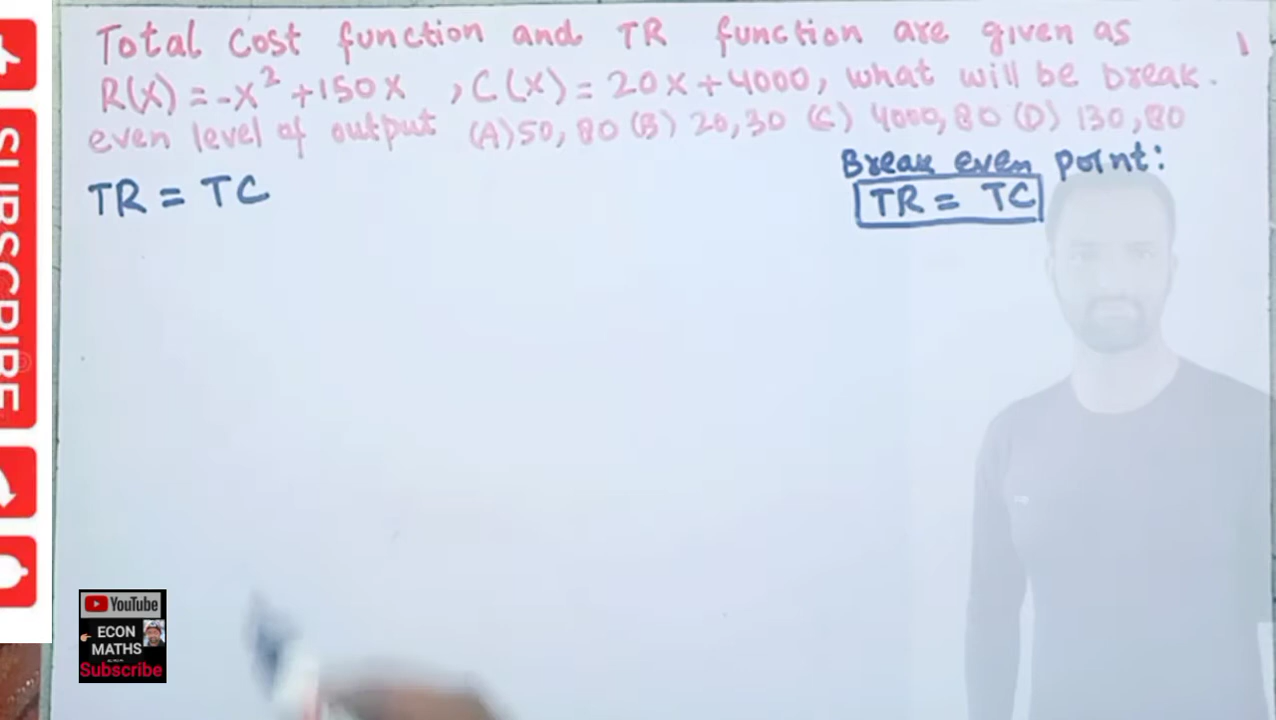 Total Cost function and TR function are given as
R(X) = -X² + 150X , C(X) = 20X + 4000, what will be break-
even level of output (A) 50, 80 (B) 20, 30 (C) 4000, 80 (D) 130, 80
Break even point:
TR = TC
TR = TC
SUBSCRIBE
YouTube
ECON
MATHS
Subscribe